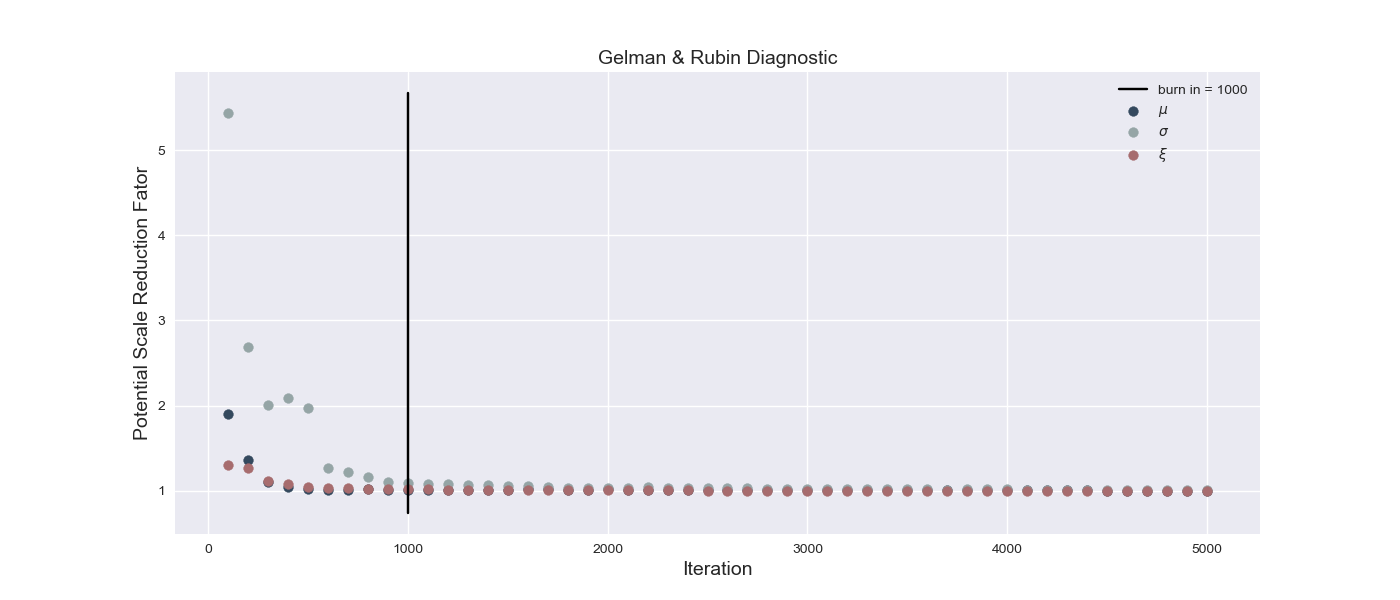 Gelman & Rubin Diagnostic
burn in = 1000
μ
σ
ξ
Potential Scale Reduction Fator
5
4
3
2
1
0 1000 2000 3000 4000 5000
Iteration